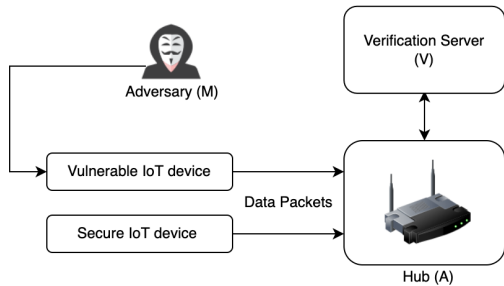 Verification Server
(V)
Adversary (M)
Vulnerable IoT device
Data Packets
Secure IoT device
Hub (A)